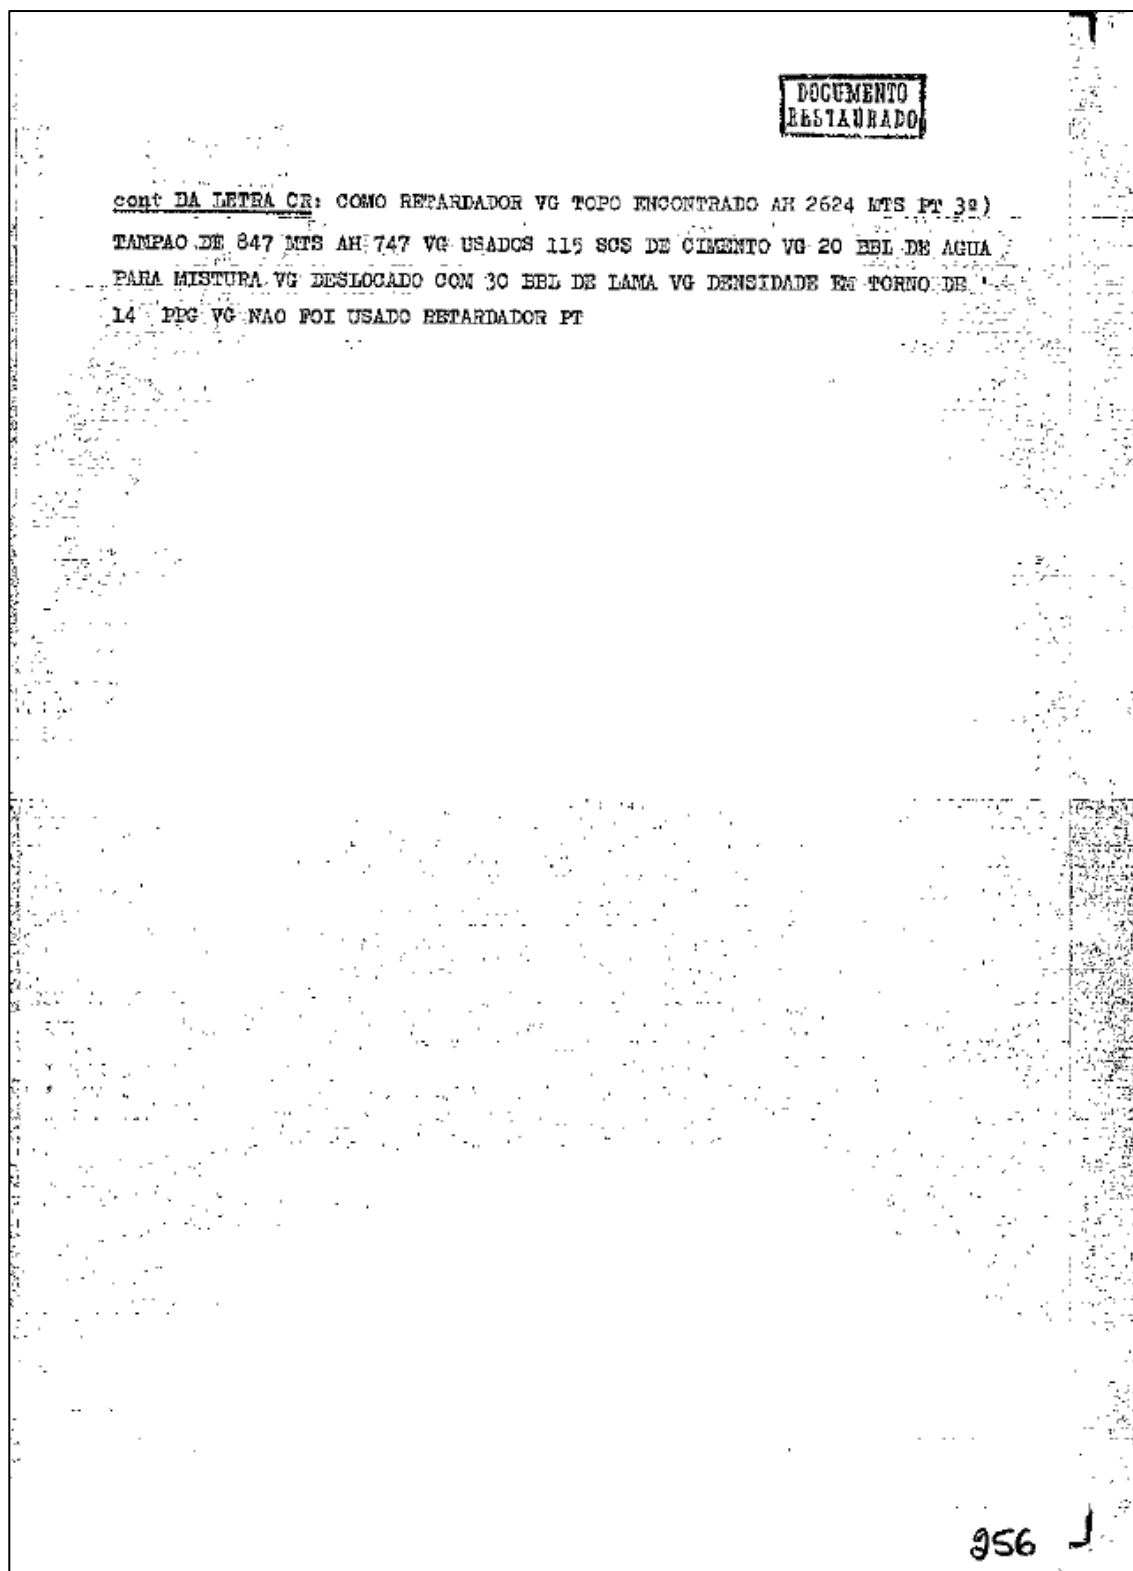 DOCUMENTO
RESTAURADO
cont DA LETRA CR: COMO RETARDADOR VG TOPO ENCONTRADO AH 2624 MTS PT 3º)
TAMPAO DE 847 MTS AH 747 VG USADOS 115 SCS DE CIMENTO VG 20 BBL DE AGUA
PARA MISTURA VG DESLOCADO COM 30 BBL DE LAMA VG DENSIDADE EM TORNO DE '
14 PPG VG NAO FOI USADO RETARDADOR PT
256